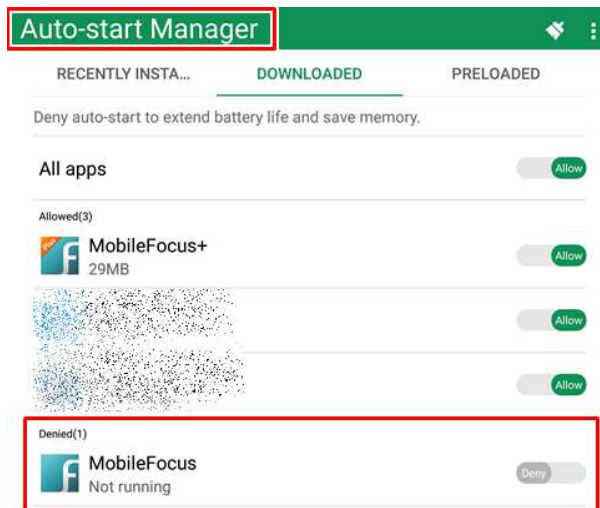 Auto-start Manager
RECENTLY INSTA... DOWNLOADED PRELOADED
Deny auto-start to extend battery life and save memory.
All apps Allow
Allowed(3)
MobileFocus+
29MB
Allow
Allow
Allow
Denied(1)
MobileFocus
Not running
Deny